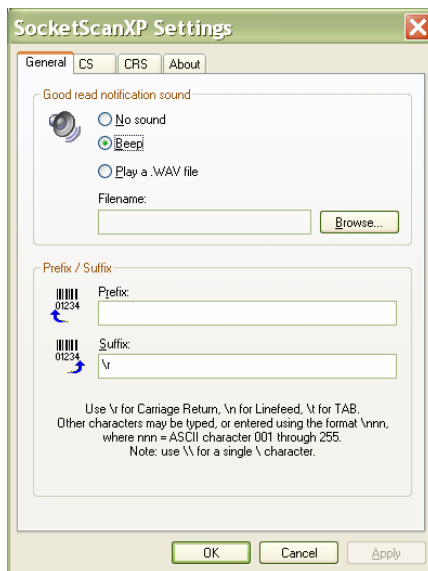 SocketScanXP Settings
General CS CRS About
Good read notification sound
No sound
Beep
Play a .WAV file
Filename:
Browse...
Prefix / Suffix
01234
Prefix:
01234
Suffix:
\r
Use \r for Carriage Return, \n for Linefeed, \t for TAB.
Other characters may be typed, or entered using the format \nnn,
where nnn = ASCII character 001 through 255.
Note: use \\ for a single \ character.
OK Cancel Apply